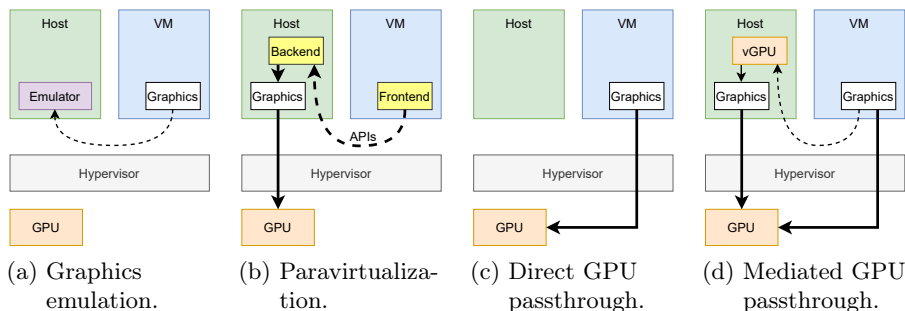 Host
VM
Emulator
Graphics
Hypervisor
GPU
(a) Graphics
emulation.
Host
VM
Backend
Graphics
Frontend
APIs
Hypervisor
GPU
(b) Paravirtualiza-
tion.
Host
VM
Graphics
Hypervisor
GPU
(c) Direct GPU
passthrough.
Host
VM
vGPU
Graphics
Graphics
Hypervisor
GPU
(d) Mediated GPU
passthrough.